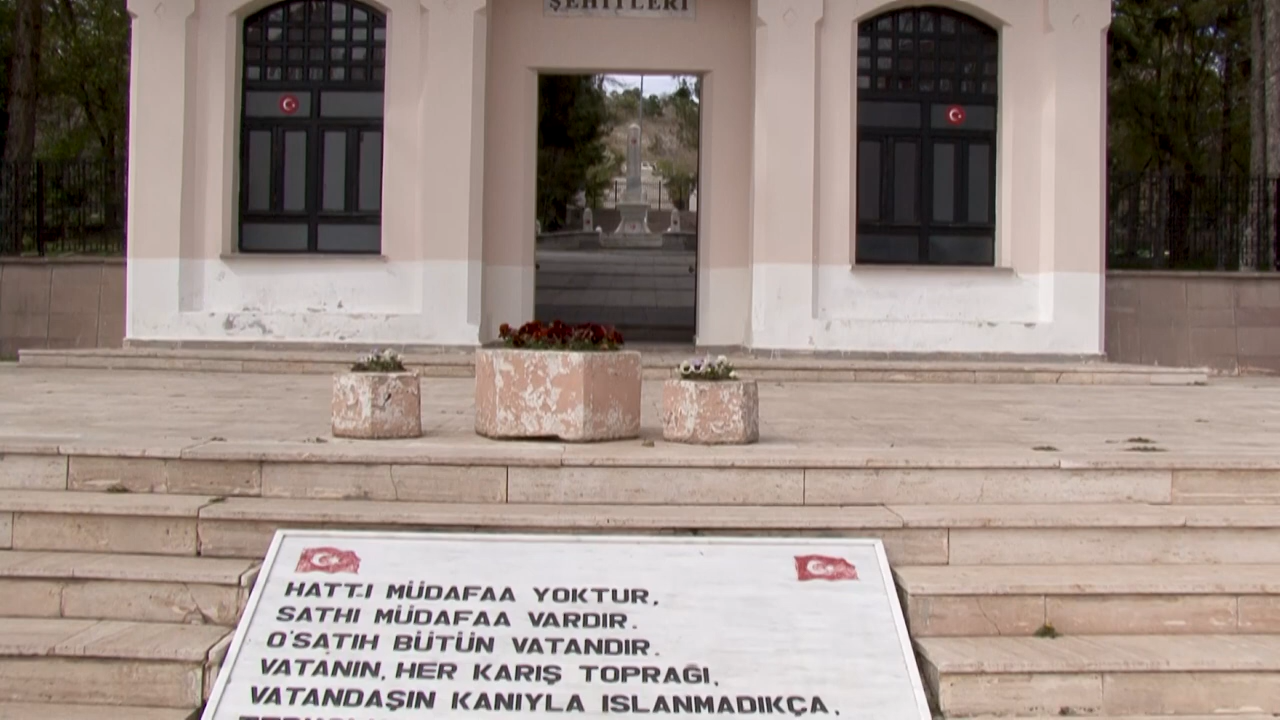 ŞEHİTLERİ
HATT-I MÜDAFAA YOKTUR,
SATHI MÜDAFAA VARDIR.
O'SATIH BÜTÜN VATANDIR.
VATANIN, HER KARIŞ TOPRAĞI,
VATANDAŞIN KANIYLA ISLANMADIKÇA,